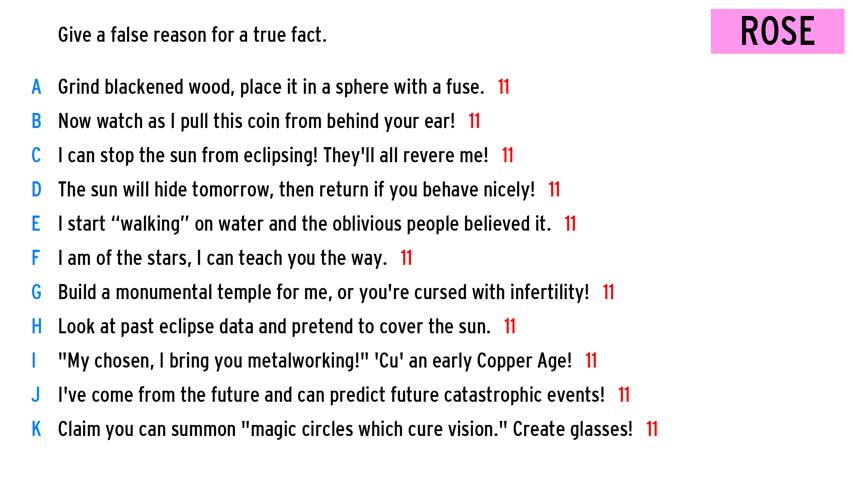 Give a false reason for a true fact.
ROSE
A Grind blackened wood, place it in a sphere with a fuse. 11
B Now watch as I pull this coin from behind your ear! 11
C I can stop the sun from eclipsing! They'll all revere me! 11
D The sun will hide tomorrow, then return if you behave nicely! 11
E I start “walking” on water and the oblivious people believed it. 11
F I am of the stars, I can teach you the way. 11
G Build a monumental temple for me, or you're cursed with infertility! 11
H Look at past eclipse data and pretend to cover the sun. 11
I "My chosen, I bring you metalworking!" 'Cu' an early Copper Age! 11
J I've come from the future and can predict future catastrophic events! 11
K Claim you can summon "magic circles which cure vision." Create glasses! 11